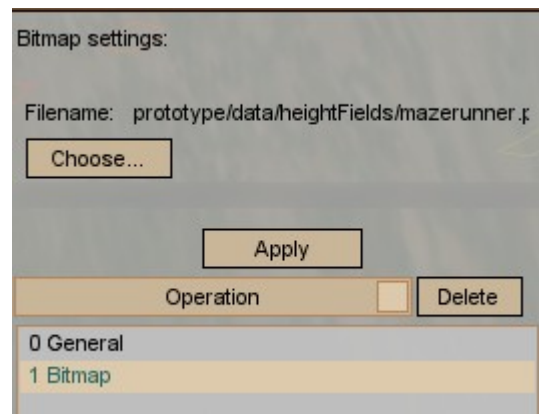 Bitmap settings:
Filename: prototype/data/heightFields/mazerunner.p
Choose...
Apply
Operation Delete
0 General
1 Bitmap